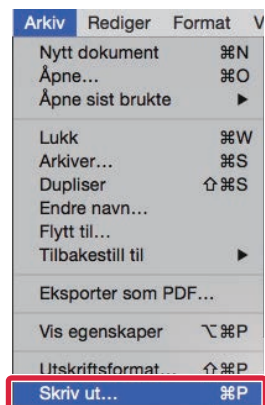 Arkiv Rediger Format V
Nytt dokument ⌘N
Åpne... ⌘O
Åpne sist brukte ▶
Lukk ⌘W
Arkiver... ⌘S
Dupliser ⇧⌘S
Endre navn...
Flytt til...
Tilbakestill til ▶
Eksporter som PDF...
Vis egenskaper ⌥⌘P
Utskriftsformat... ⇧⌘P
Skriv ut... ⌘P